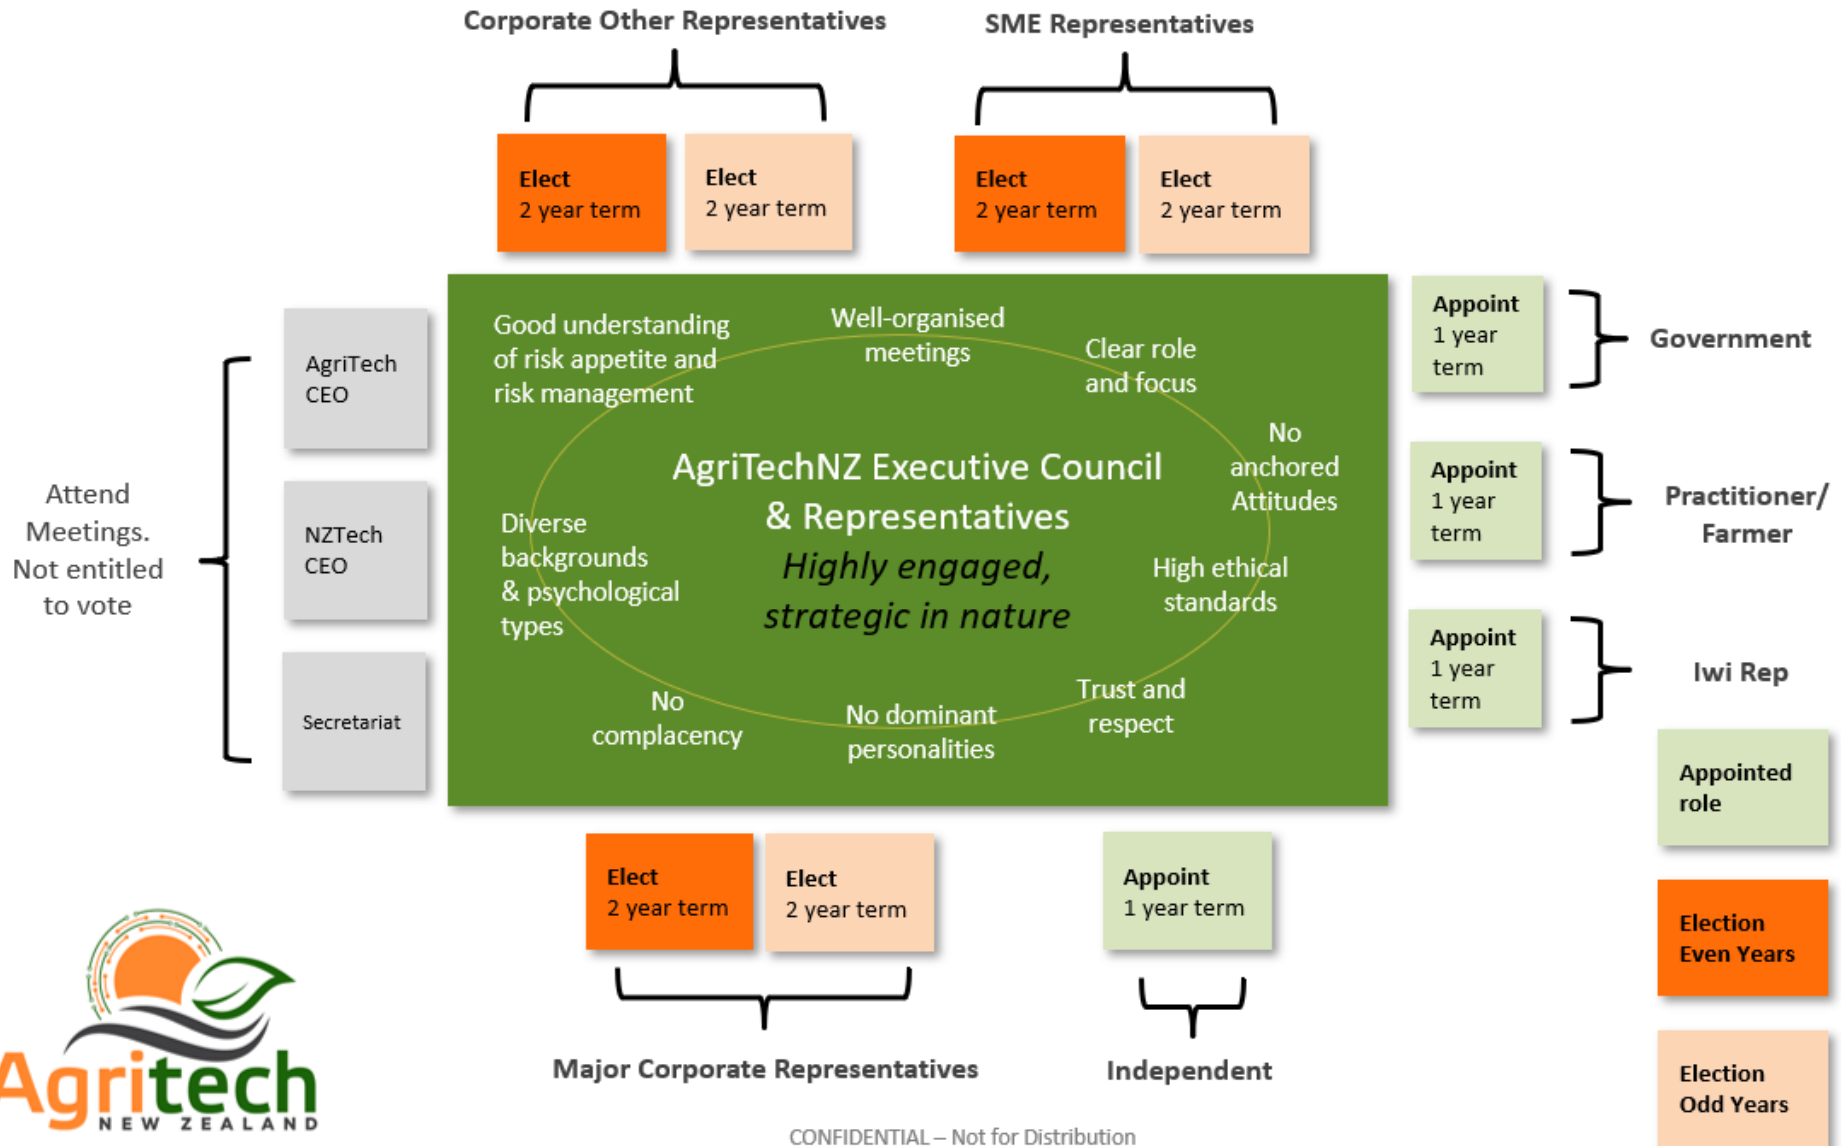 Corporate Other Representatives
SME Representatives
Elect
2 year term
Elect
2 year term
Elect
2 year term
Elect
2 year term
Attend
Meetings.
Not entitled
to vote
AgriTech
CEO
NZTech
CEO
Secretariat
Good understanding
of risk appetite and
risk management
Well-organised
meetings
Clear role
and focus
No
anchored
Attitudes
AgriTechNZ Executive Council
& Representatives
Highly engaged,
strategic in nature
Diverse
backgrounds
& psychological
types
High ethical
standards
No
complacency
No dominant
personalities
Trust and
respect
Appoint
1 year
term
Government
Appoint
1 year
term
Practitioner/
Farmer
Appoint
1 year
term
Iwi Rep
Appointed
role
Election
Even Years
Election
Odd Years
Elect
2 year term
Elect
2 year term
Appoint
1 year term
Major Corporate Representatives
Independent
Agritech
NEW ZEALAND
CONFIDENTIAL – Not for Distribution